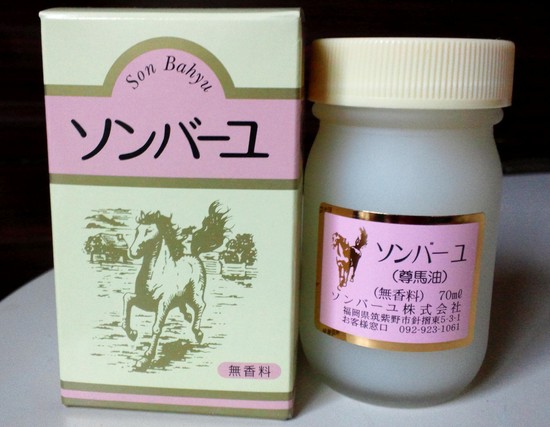 Son Bahyu
ソンバーユ
無香料
ソンバーユ
(尊馬油)
(無香料) 70mℓ
ソンバーユ株式会社
福岡県筑紫野市針摺東5-3-1
お客様窓口 092-923-1061